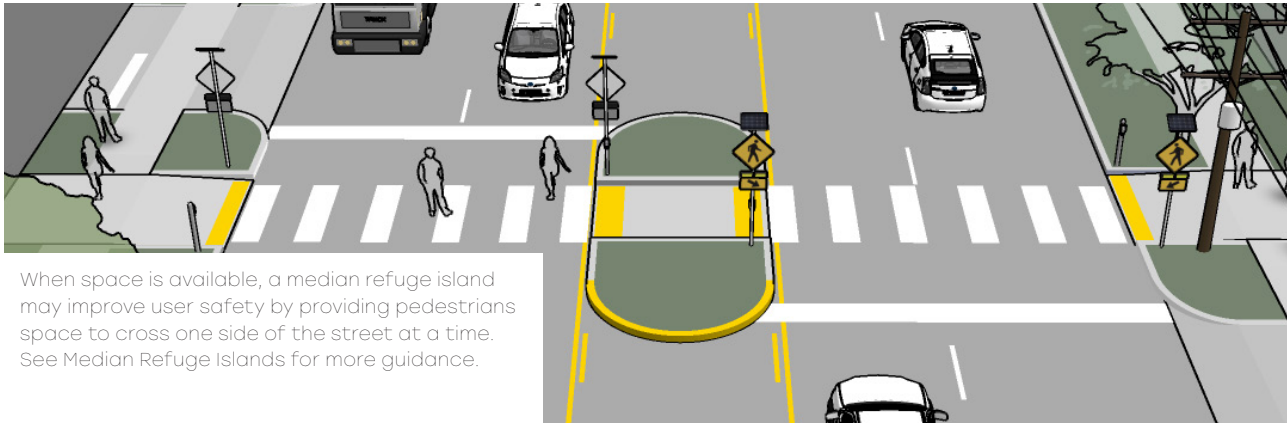 TRUCK
When space is available, a median refuge island
may improve user safety by providing pedestrians
space to cross one side of the street at a time.
See Median Refuge Islands for more guidance.